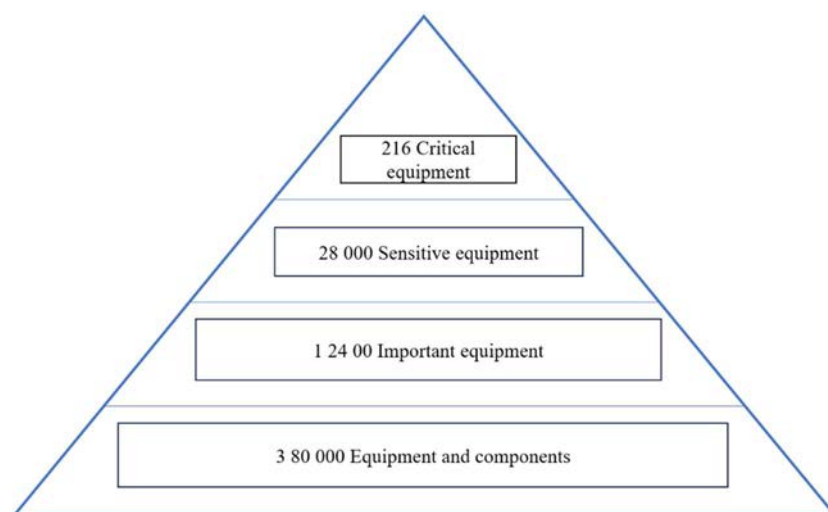 216 Critical
equipment
28 000 Sensitive equipment
1 24 00 Important equipment
3 80 000 Equipment and components